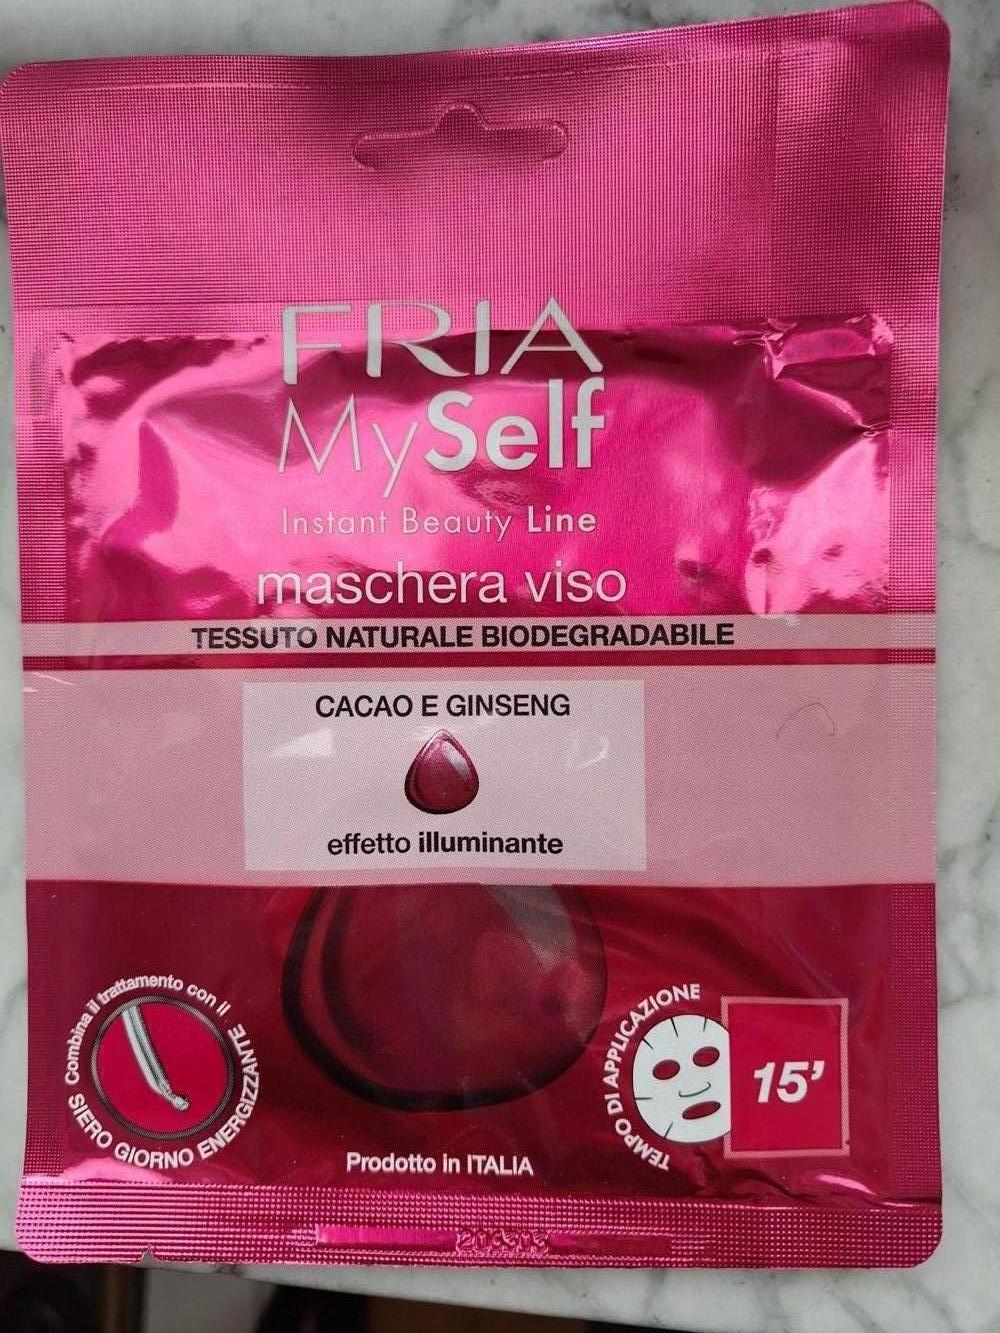 FRIA
MySelf
Instant Beauty Line
maschera viso
TESSUTO NATURALE BIODEGRADABILE
CACAO E GINSENG
effetto illuminante
Combina il trattamento con il
SIERO GIORNO ENERGIZZANTE
TEMPO DI APPLICAZIONE
15’
Prodotto in ITALIA